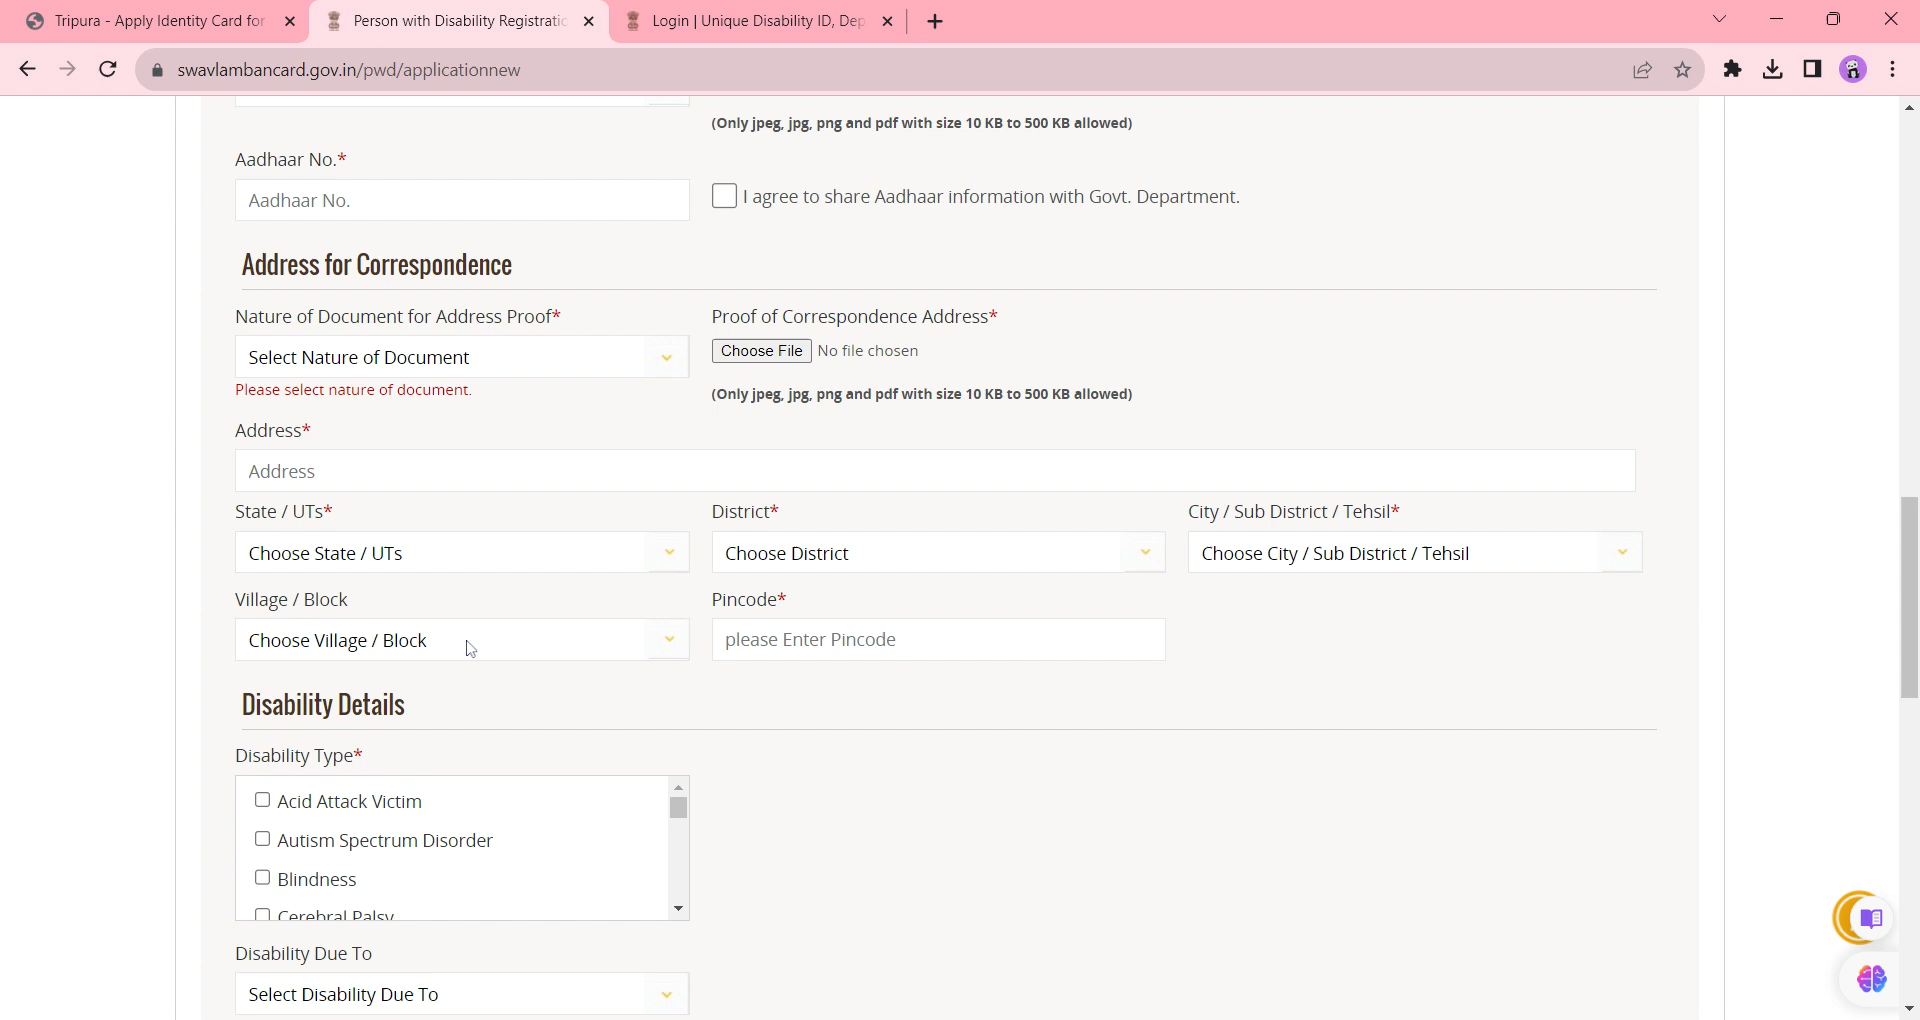 Tripura - Apply Identity Card for
Person with Disability Registratic
Login | Unique Disability ID, Dep
swavlambancard.gov.in/pwd/applicationnew
(Only jpeg, jpg, png and pdf with size 10 KB to 500 KB allowed)
Aadhaar No.*
Aadhaar No.
I agree to share Aadhaar information with Govt. Department.
Address for Correspondence
Nature of Document for Address Proof*
Proof of Correspondence Address*
Select Nature of Document
Choose File No file chosen
Please select nature of document.
(Only jpeg, jpg, png and pdf with size 10 KB to 500 KB allowed)
Address*
Address
State / UTs*
District*
City / Sub District / Tehsil*
Choose State / UTs
Choose District
Choose City / Sub District / Tehsil
Village / Block
Pincode*
Choose Village / Block
please Enter Pincode
Disability Details
Disability Type*
Acid Attack Victim
Autism Spectrum Disorder
Blindness
Cerebral Palsy
Disability Due To
Select Disability Due To